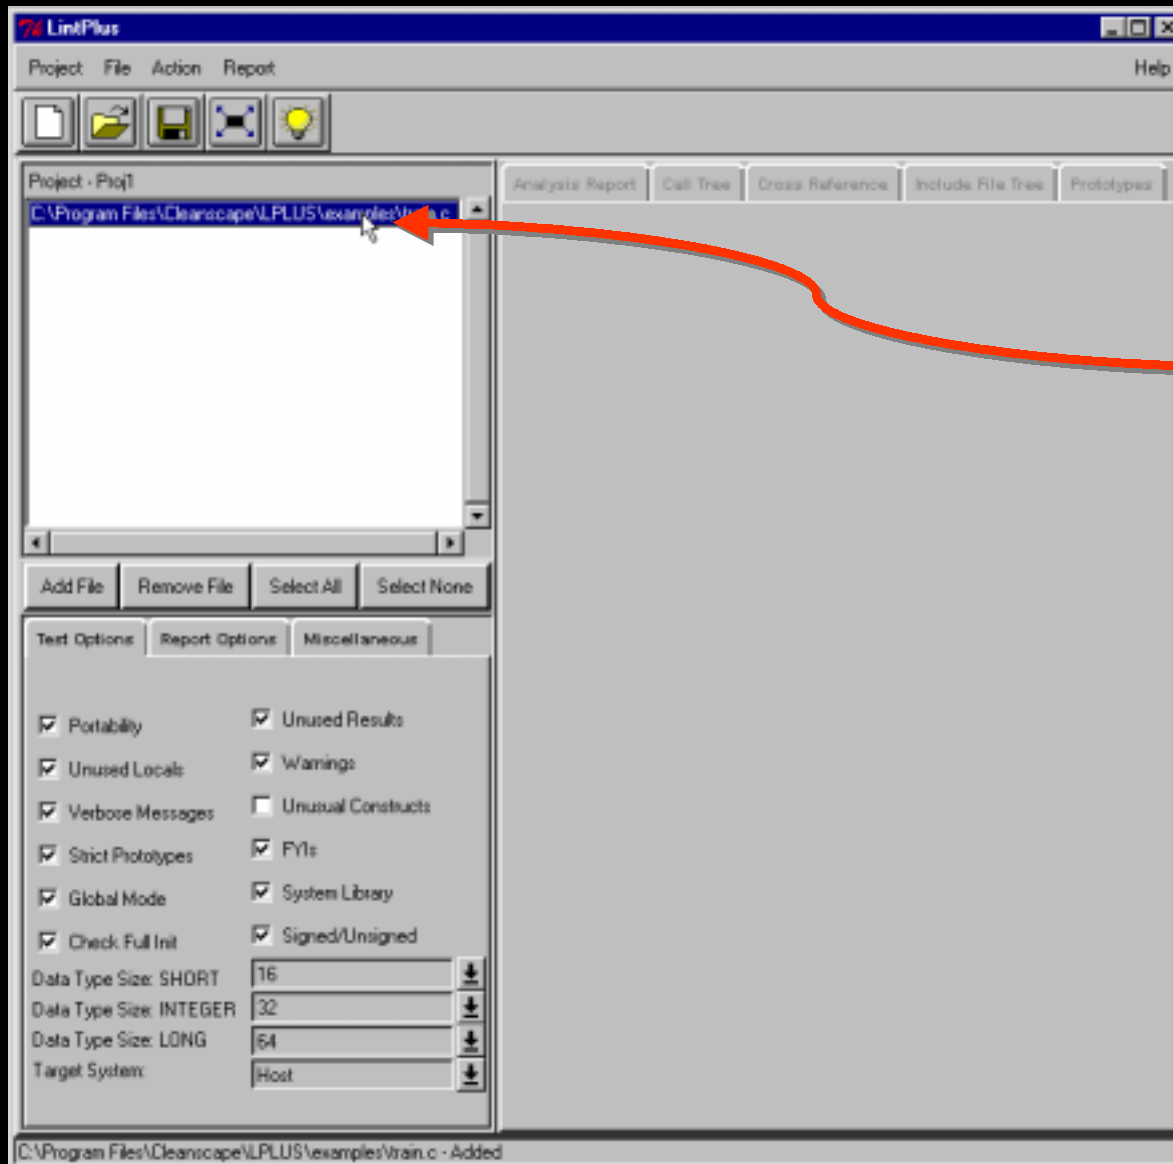 LintPlus
Project File Action Report Help
Project - Proj1
C:\Program Files\Cleanscape\LPLUS\examples\train.c
Analysis Report Call Tree Cross Reference Include File Tree Prototypes
Add File Remove File Select All Select None
Test Options Report Options Miscellaneous
Portability Unused Results
Unused Locals Warnings
Verbose Messages Unusual Constructs
Strict Prototypes FYIs
Global Mode System Library
Check Full Init Signed/Unsigned
Data Type Size: SHORT 16
Data Type Size: INTEGER 32
Data Type Size: LONG 64
Target System: Host
C:\Program Files\Cleanscape\LPLUS\examples\train.c - Added